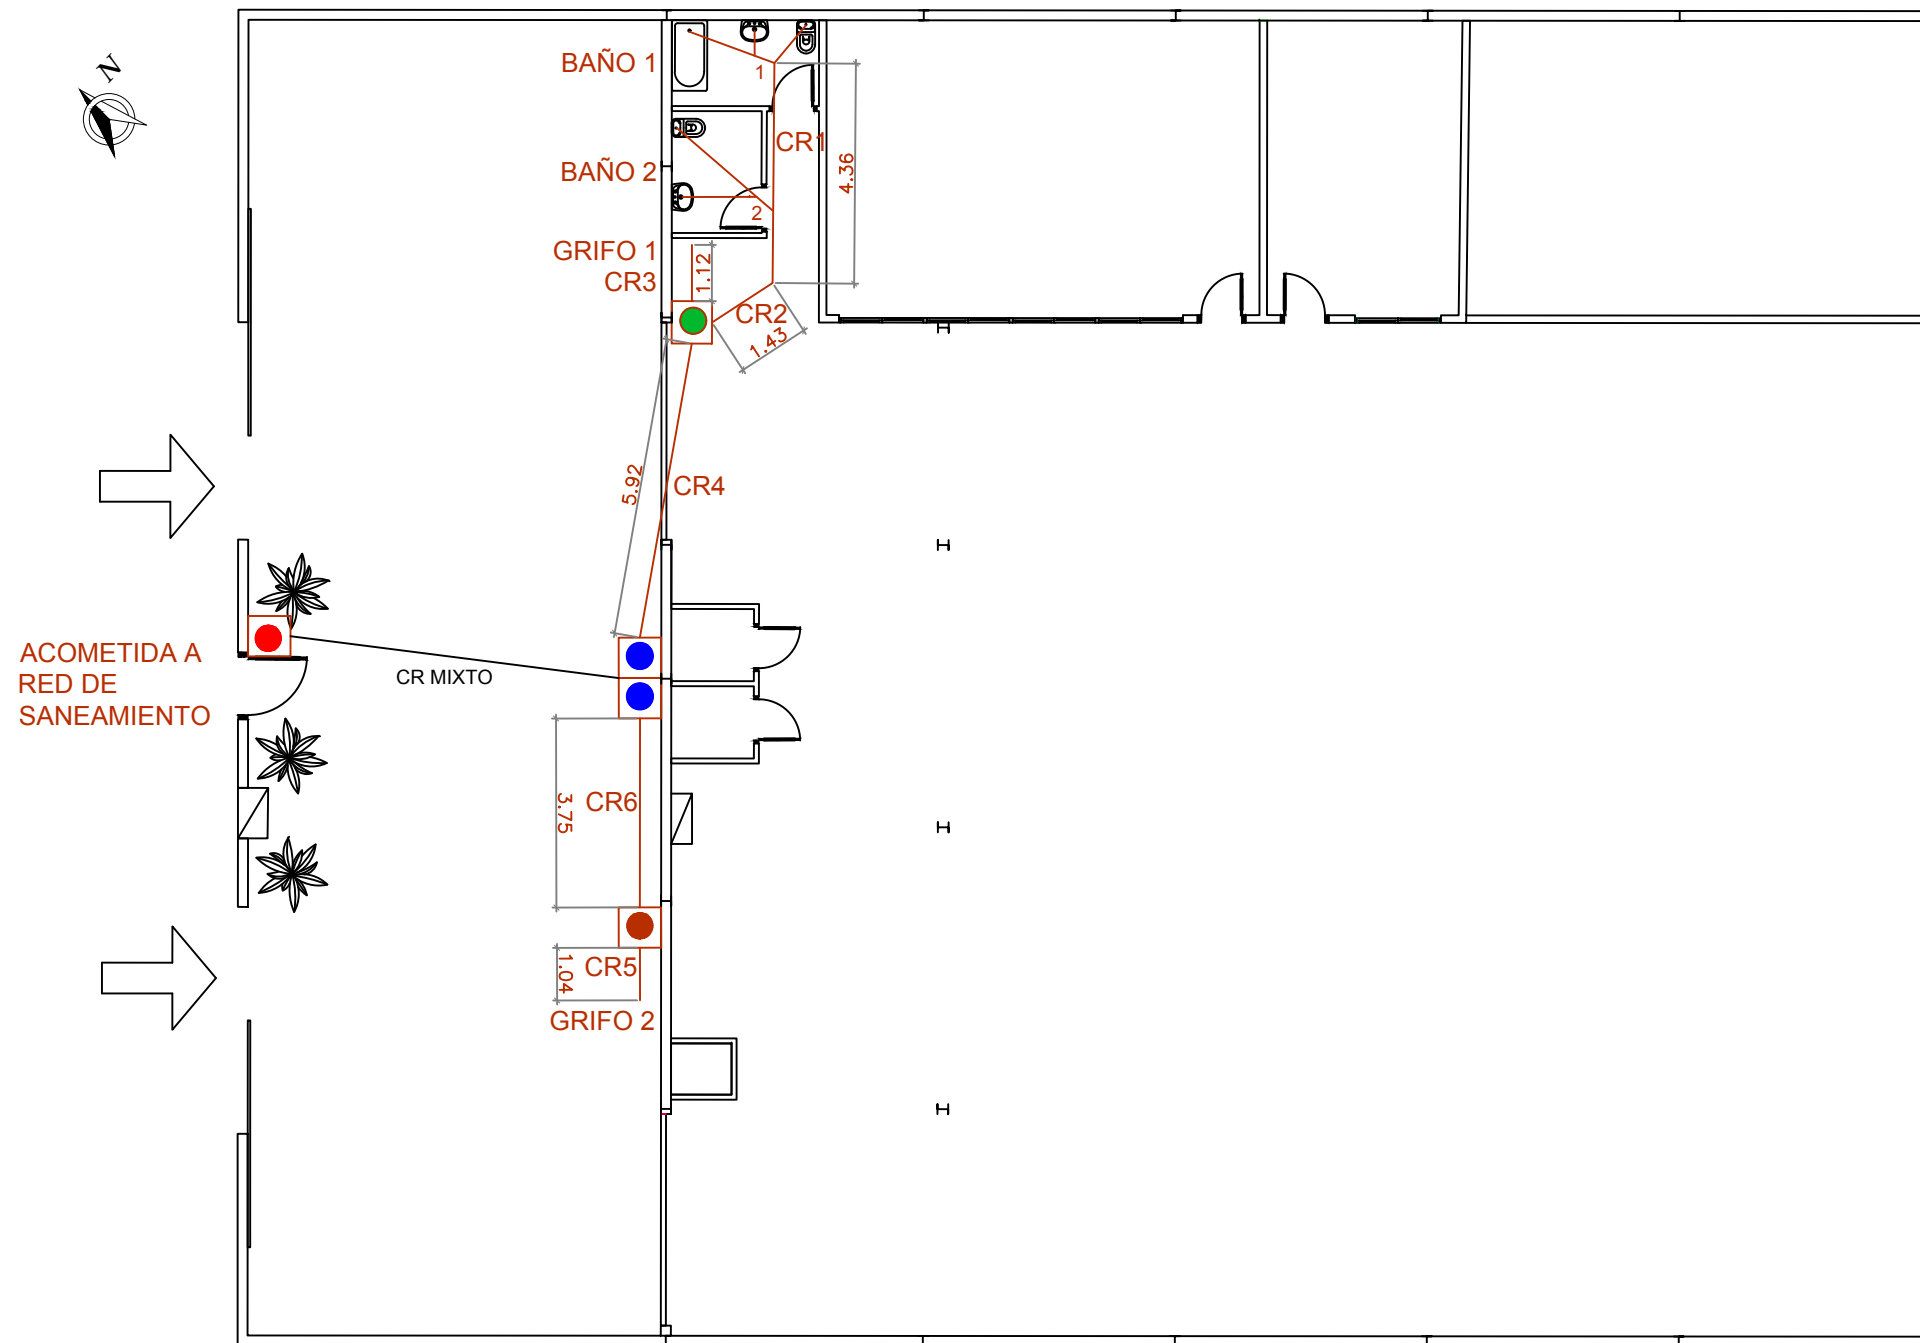 N
BAÑO 1
1
CR1
4.36
BAÑO 2
2
GRIFO 1
CR3
1.12
CR2
1.43
5.92
CR4
ACOMETIDA A
RED DE
SANEAMIENTO
CR MIXTO
3.75
CR6
1.04
CR5
GRIFO 2